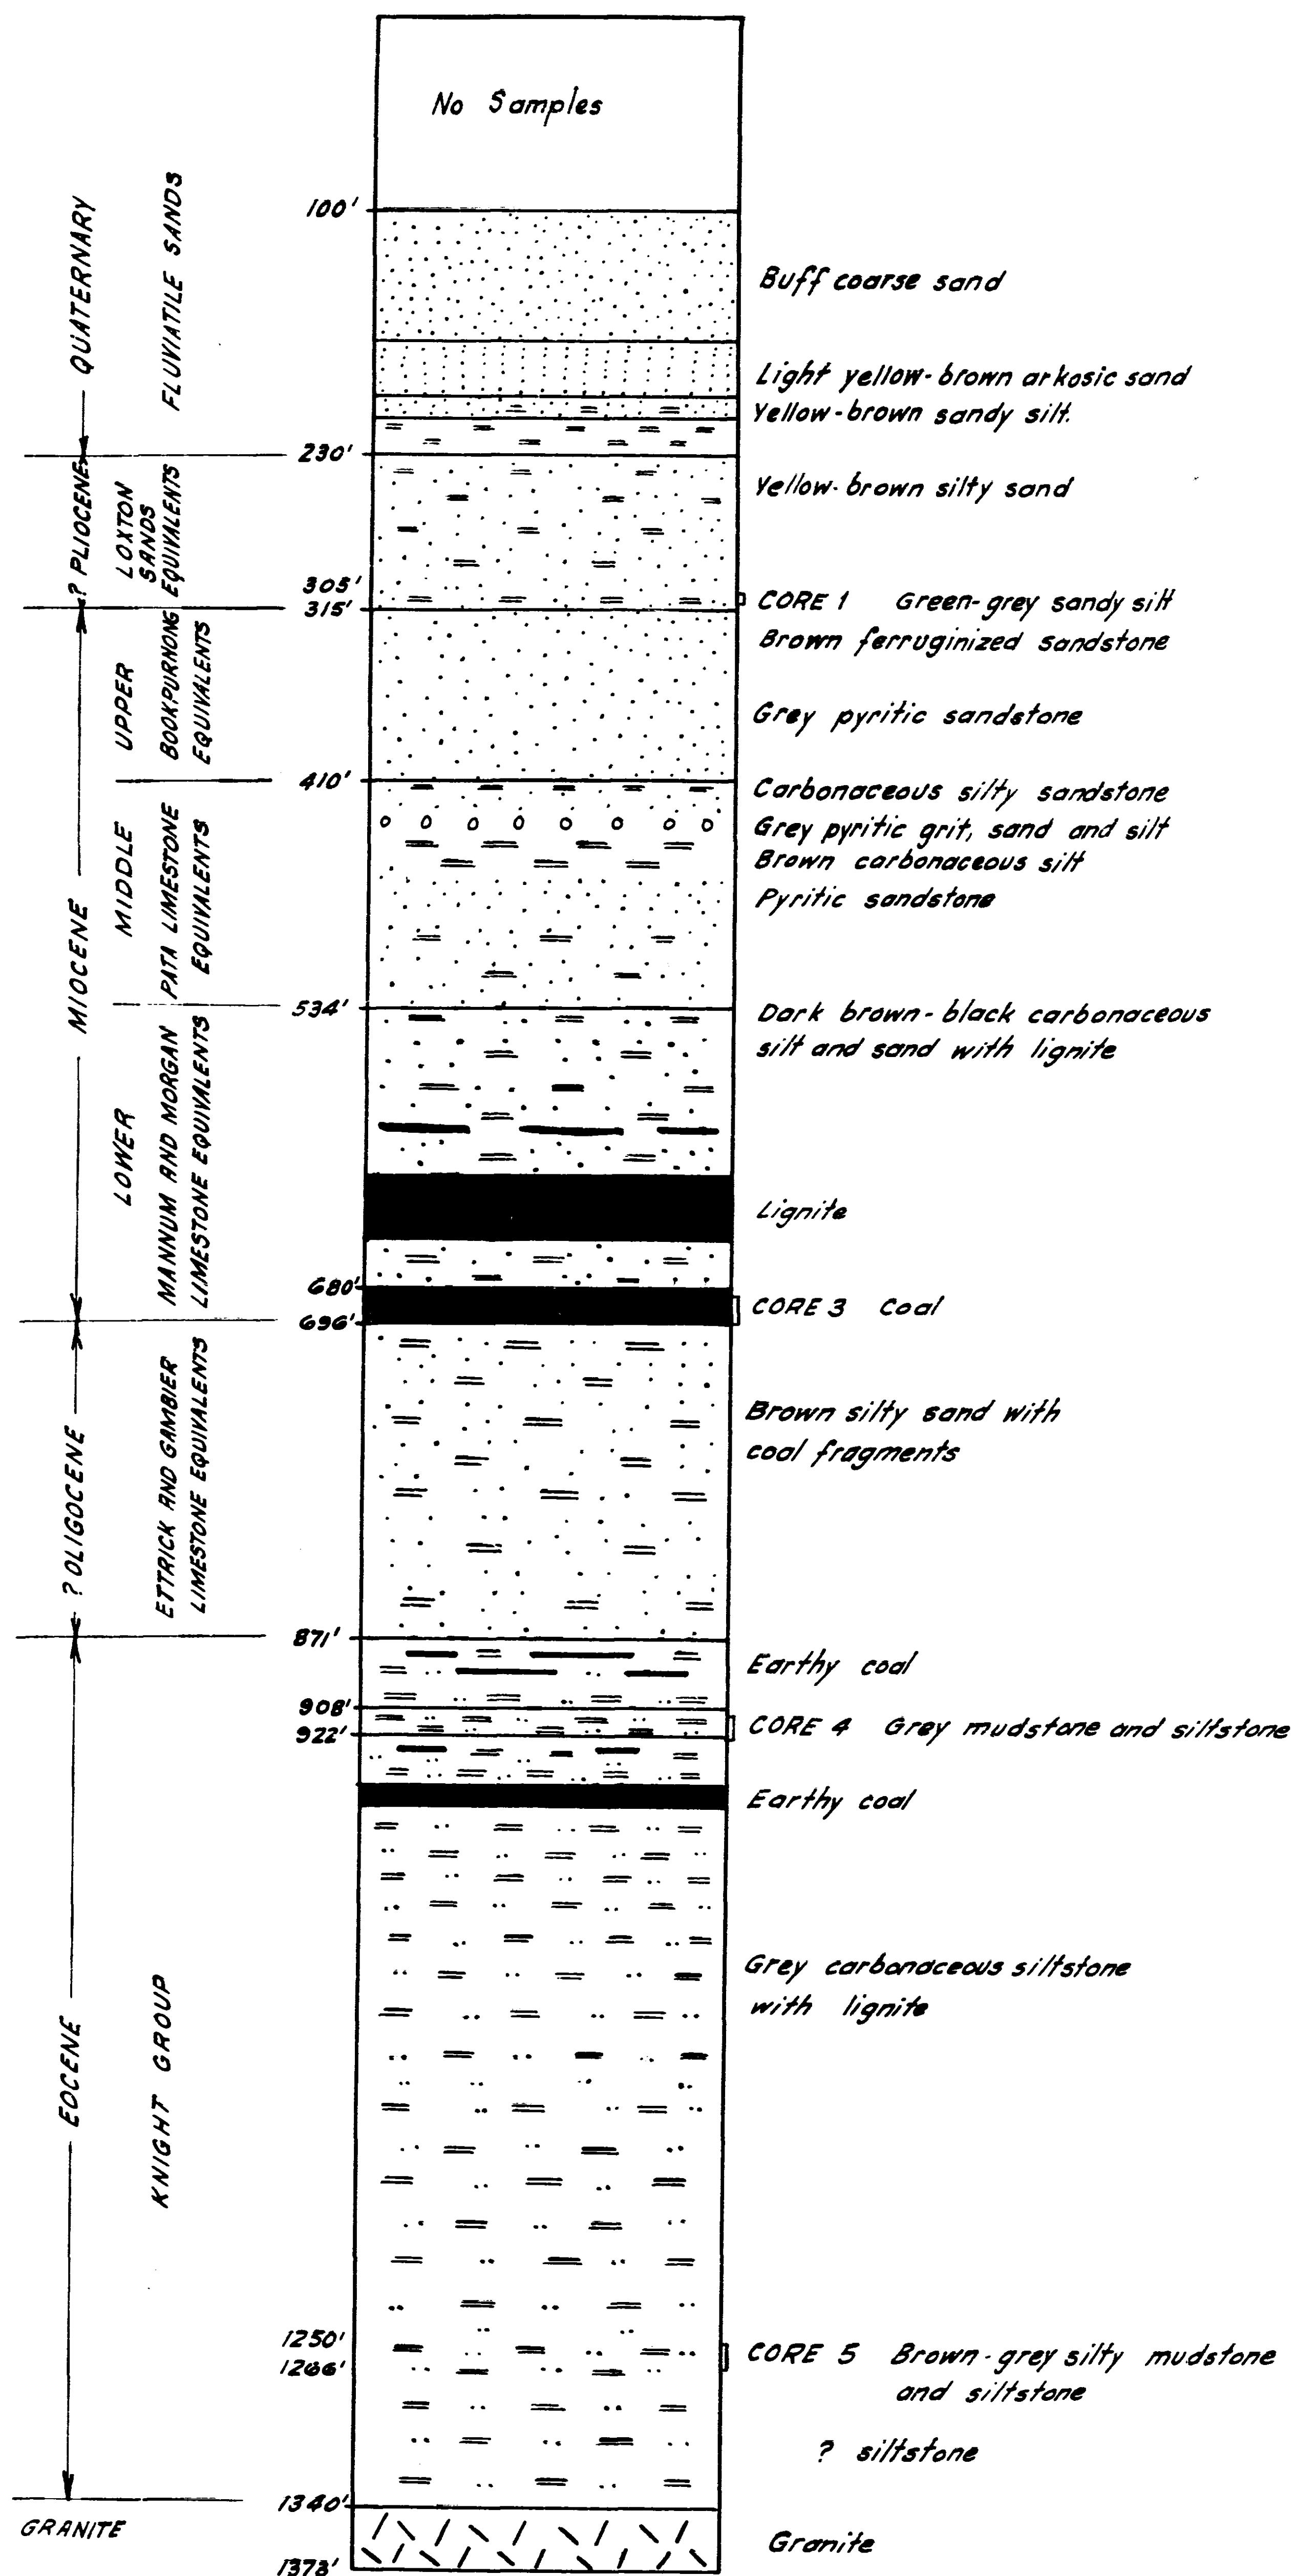 No Samples
100'
Buff coarse sand
Light yellow-brown arkosic sand
Yellow-brown sandy silt.
230'
Yellow-brown silty sand
305'
315'
CORE 1 Green-grey sandy silt
Brown ferruginized sandstone
Grey pyritic sandstone
410'
Carbonaceous silty sandstone
Grey pyritic grit, sand and silt
Brown carbonaceous silt
Pyritic sandstone
534'
Dark brown-black carbonaceous
silt and sand with lignite
Lignite
680'
696'
CORE 3 Coal
Brown silty sand with
coal fragments
871'
Earthy coal
908'
922'
CORE 4 Grey mudstone and siltstone
Earthy coal
Grey carbonaceous siltstone
with lignite
1250'
1266'
CORE 5 Brown-grey silty mudstone
and siltstone
? siltstone
1340'
Granite
1373'
QUATERNARY
FLUVIATILE SANDS
? PLIOCENE
LOXTON
SANDS
EQUIVALENTS
MIOCENE
UPPER
BOOKPURNONG
EQUIVALENTS
MIDDLE
PATA LIMESTONE
EQUIVALENTS
LOWER
MANNUM AND MORGAN
LIMESTONE EQUIVALENTS
? OLIGOCENE
ETTRICK AND GAMBIER
LIMESTONE EQUIVALENTS
EOCENE
KNIGHT GROUP
GRANITE